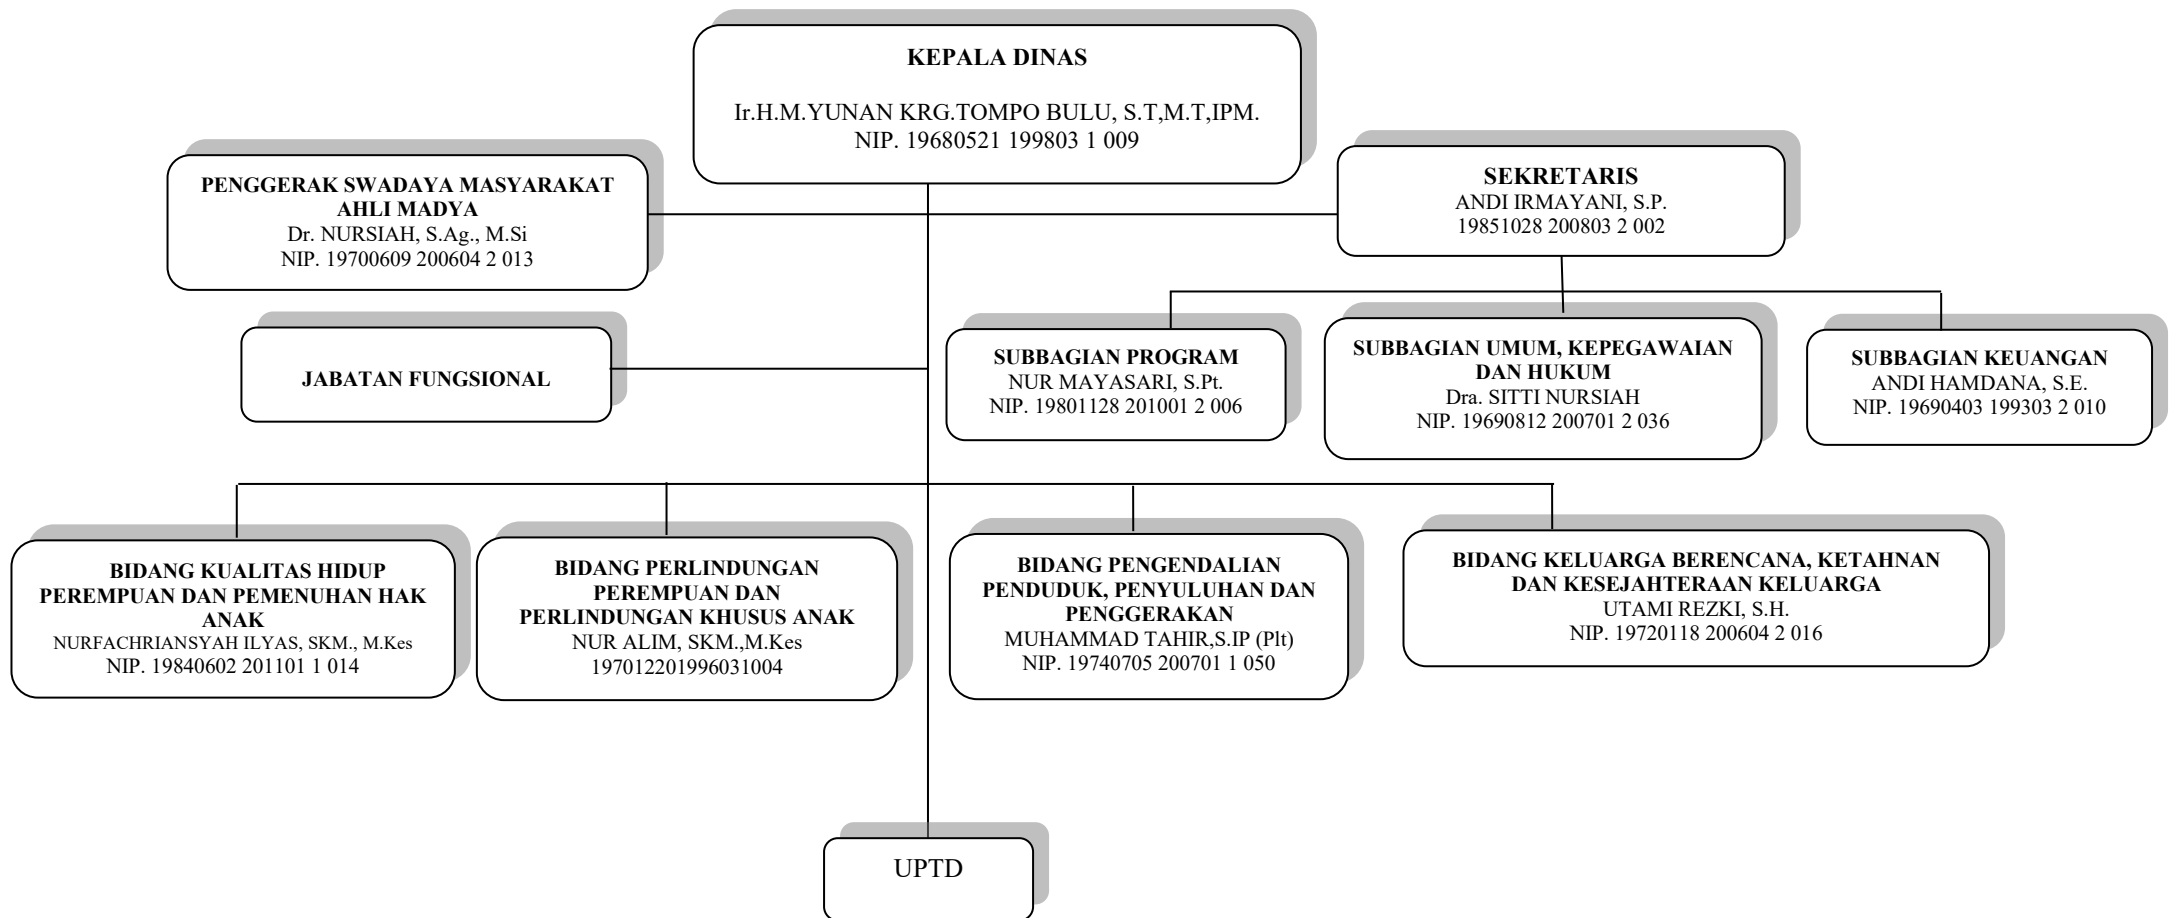 KEPALA DINAS
Ir.H.M.YUNAN KRG.TOMPO BULU, S.T,M.T,IPM.
NIP. 19680521 199803 1 009
PENGGERAK SWADAYA MASYARAKAT
AHLI MADYA
Dr. NURSIAH, S.Ag., M.Si
NIP. 19700609 200604 2 013
SEKRETARIS
ANDI IRMAYANI, S.P.
19851028 200803 2 002
JABATAN FUNGSIONAL
SUBBAGIAN PROGRAM
NUR MAYASARI, S.Pt.
NIP. 19801128 201001 2 006
SUBBAGIAN UMUM, KEPEGAWAIAN
DAN HUKUM
Dra. SITTI NURSIAH
NIP. 19690812 200701 2 036
SUBBAGIAN KEUANGAN
ANDI HAMDANA, S.E.
NIP. 19690403 199303 2 010
BIDANG KUALITAS HIDUP
PEREMPUAN DAN PEMENUHAN HAK
ANAK
NURFACHRIANSYAH ILYAS, SKM., M.Kes
NIP. 19840602 201101 1 014
BIDANG PERLINDUNGAN
PEREMPUAN DAN
PERLINDUNGAN KHUSUS ANAK
NUR ALIM, SKM.,M.Kes
197012201996031004
BIDANG PENGENDALIAN
PENDUDUK, PENYULUHAN DAN
PENGGERAKAN
MUHAMMAD TAHIR,S.IP (Plt)
NIP. 19740705 200701 1 050
BIDANG KELUARGA BERENCANA, KETAHNAN
DAN KESEJAHTERAAN KELUARGA
UTAMI REZKI, S.H.
NIP. 19720118 200604 2 016
UPTD